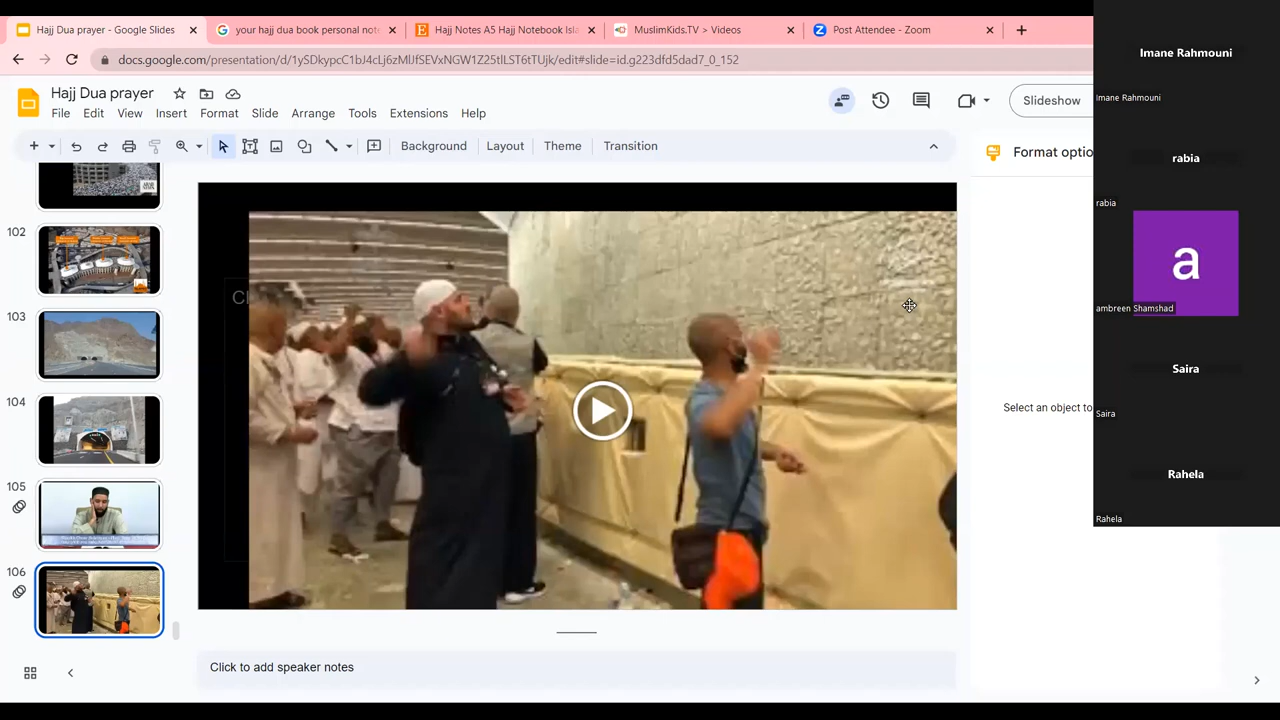 Hajj Dua prayer - Google Slides
your hajj dua book personal not
Hajj Notes A5 Hajj Notebook Isla
MuslimKids.TV > Videos
Post Attendee - Zoom
docs.google.com/presentation/d/1ySDkypcC1bJ4cLj6zMlJfSEVxNGW1Z25tlLST6tTUjk/edit#slide=id.g223dfd5dad7_0_152
Hajj Dua prayer
File Edit View Insert Format Slide Arrange Tools Extensions Help
Slideshow
Background Layout Theme Transition
Format optio
102
103
104
105
106
Cl
Select an object to
Click to add speaker notes
Imane Rahmouni
Imane Rahmouni
rabia
rabia
a
ambreen Shamshad
Saira
Saira
Rahela
Rahela